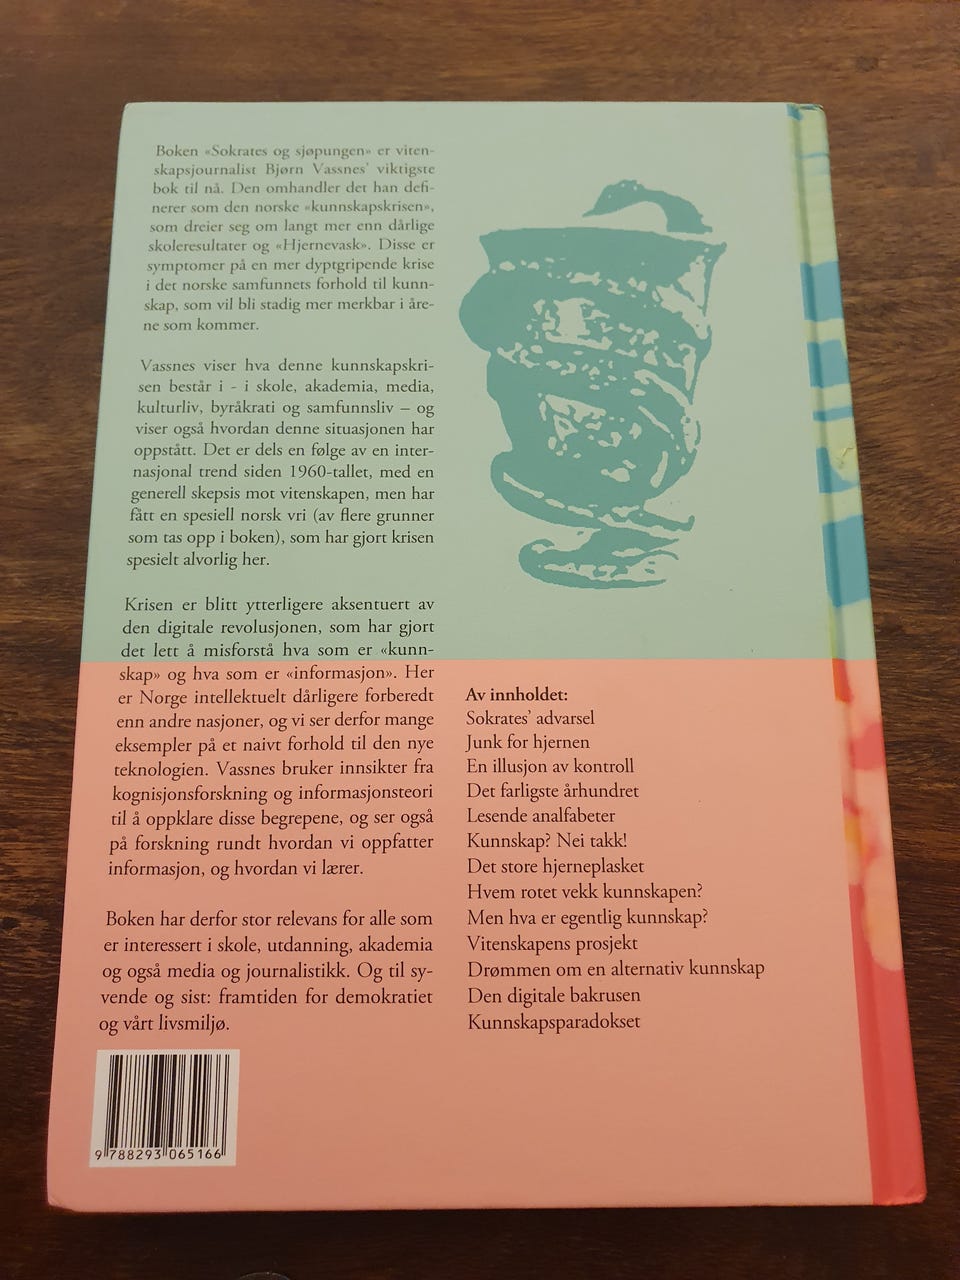 Boken «Sokrates og sjøpungen» er viten-
skapsjournalist Bjørn Vassnes' viktigste
bok til nå. Den omhandler det han defi-
nerer som den norske «kunnskapskrisen»,
som dreier seg om langt mer enn dårlige
skoleresultater og «Hjernevask». Disse er
symptomer på en mer dyptgripende krise
i det norske samfunnets forhold til kunn-
skap, som vil bli stadig mer merkbar i åre-
ne som kommer.
Vassnes viser hva denne kunnskapskri-
sen består i - i skole, akademia, media,
kulturliv, byråkrati og samfunnsliv – og
viser også hvordan denne situasjonen har
oppstått. Det er dels en følge av en inter-
nasjonal trend siden 1960-tallet, med en
generell skepsis mot vitenskapen, men har
fått en spesiell norsk vri (av flere grunner
som tas opp i boken), som har gjort krisen
spesielt alvorlig her.
Krisen er blitt ytterligere aksentuert av
den digitale revolusjonen, som har gjort
det lett å misforstå hva som er «kunn-
skap» og hva som er «informasjon». Her
er Norge intellektuelt dårligere forberedt
enn andre nasjoner, og vi ser derfor mange
eksempler på et naivt forhold til den nye
teknologien. Vassnes bruker innsikter fra
kognisjonsforskning og informasjonsteori
til å oppklare disse begrepene, og ser også
på forskning rundt hvordan vi oppfatter
informasjon, og hvordan vi lærer.
Boken har derfor stor relevans for alle som
er interessert i skole, utdanning, akademia
og også media og journalistikk. Og til sy-
vende og sist: framtiden for demokratiet
og vårt livsmiljø.
Av innholdet:
Sokrates' advarsel
Junk for hjernen
En illusjon av kontroll
Det farligste århundret
Lesende analfabeter
Kunnskap? Nei takk!
Det store hjerneplasket
Hvem rotet vekk kunnskapen?
Men hva er egentlig kunnskap?
Vitenskapens prosjekt
Drømmen om en alternativ kunnskap
Den digitale bakrusen
Kunnskapsparadokset
9 788293 065166